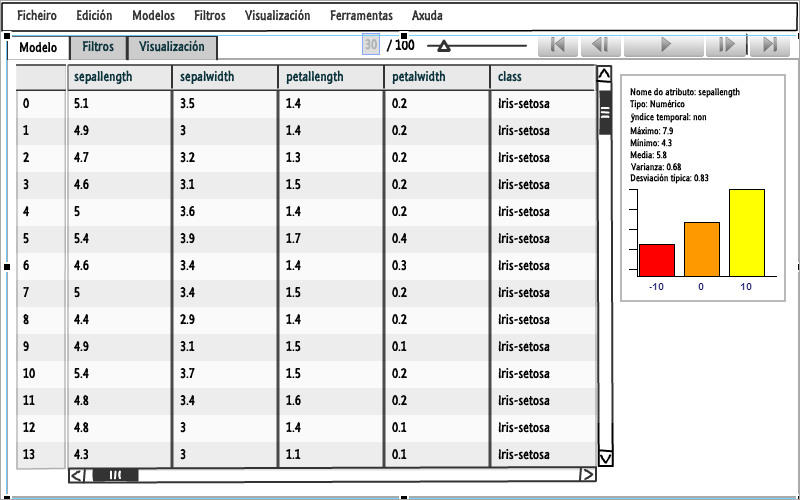 Ficheiro Edición Modelos Filtros Visualización Ferramentas Axuda
Modelo Filtros Visualización 30 / 100
sepallength sepalwidth petallength petalwidth class
0 5.1 3.5 1.4 0.2 Iris-setosa
1 4.9 3 1.4 0.2 Iris-setosa
2 4.7 3.2 1.3 0.2 Iris-setosa
3 4.6 3.1 1.5 0.2 Iris-setosa
4 5 3.6 1.4 0.2 Iris-setosa
5 5.4 3.9 1.7 0.4 Iris-setosa
6 4.6 3.4 1.4 0.3 Iris-setosa
7 5 3.4 1.5 0.2 Iris-setosa
8 4.4 2.9 1.4 0.2 Iris-setosa
9 4.9 3.1 1.5 0.1 Iris-setosa
10 5.4 3.7 1.5 0.2 Iris-setosa
11 4.8 3.4 1.6 0.2 Iris-setosa
12 4.8 3 1.4 0.1 Iris-setosa
13 4.3 3 1.1 0.1 Iris-setosa
Nome do atributo: sepallength
Tipo: Numérico
ýndice temporal: non
Máximo: 7.9
Mínimo: 4.3
Media: 5.8
Varianza: 0.68
Desviación típica: 0.83
-10 0 10